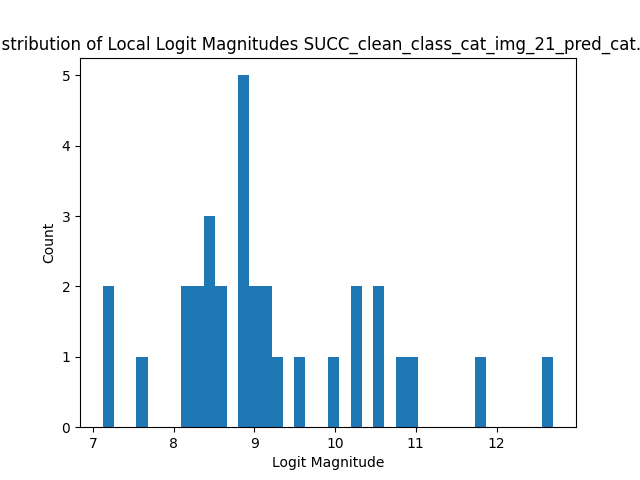 stribution of Local Logit Magnitudes SUCC_clean_class_cat_img_21_pred_cat.
5
4
3
2
1
0
Count
7 8 9 10 11 12
Logit Magnitude